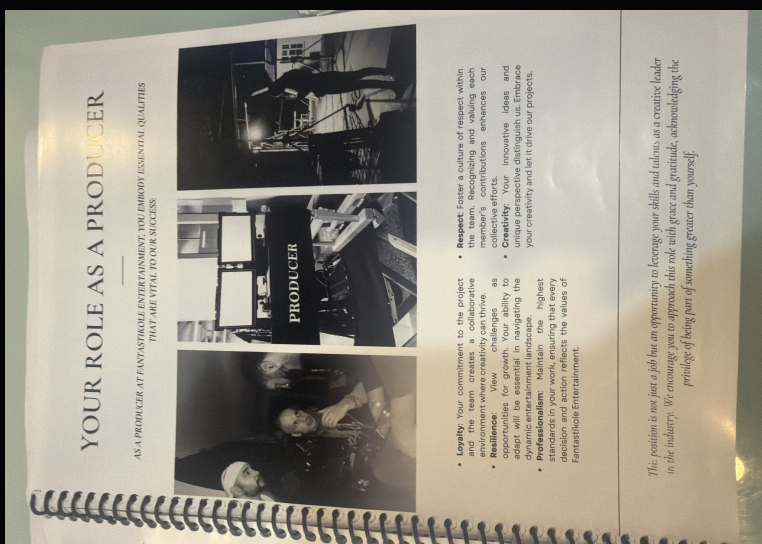 YOUR ROLE AS A PRODUCER
AS A PRODUCER AT FANTASTIKOLE ENTERTAINMENT, YOU EMBODY ESSENTIAL QUALITIES
THAT ARE VITAL TO OUR SUCCESS:
PRODUCER
• Loyalty: Your commitment to the project
and the team creates a collaborative
environment where creativity can thrive.
• Resilience: View challenges as
opportunities for growth. Your ability to
adapt will be essential in navigating the
dynamic entertainment landscape.
• Professionalism: Maintain the highest
standards in your work, ensuring that every
decision and action reflects the values of
Fantastikole Entertainment.
• Respect: Foster a culture of respect within
the team. Recognizing and valuing each
member's contributions enhances our
collective efforts.
• Creativity: Your innovative ideas and
unique perspective distinguish us. Embrace
your creativity and let it drive our projects.
This position is not just a job but an opportunity to leverage your skills and talents as a creative leader
in the industry. We encourage you to approach this role with grace and gratitude, acknowledging the
privilege of being part of something greater than yourself.